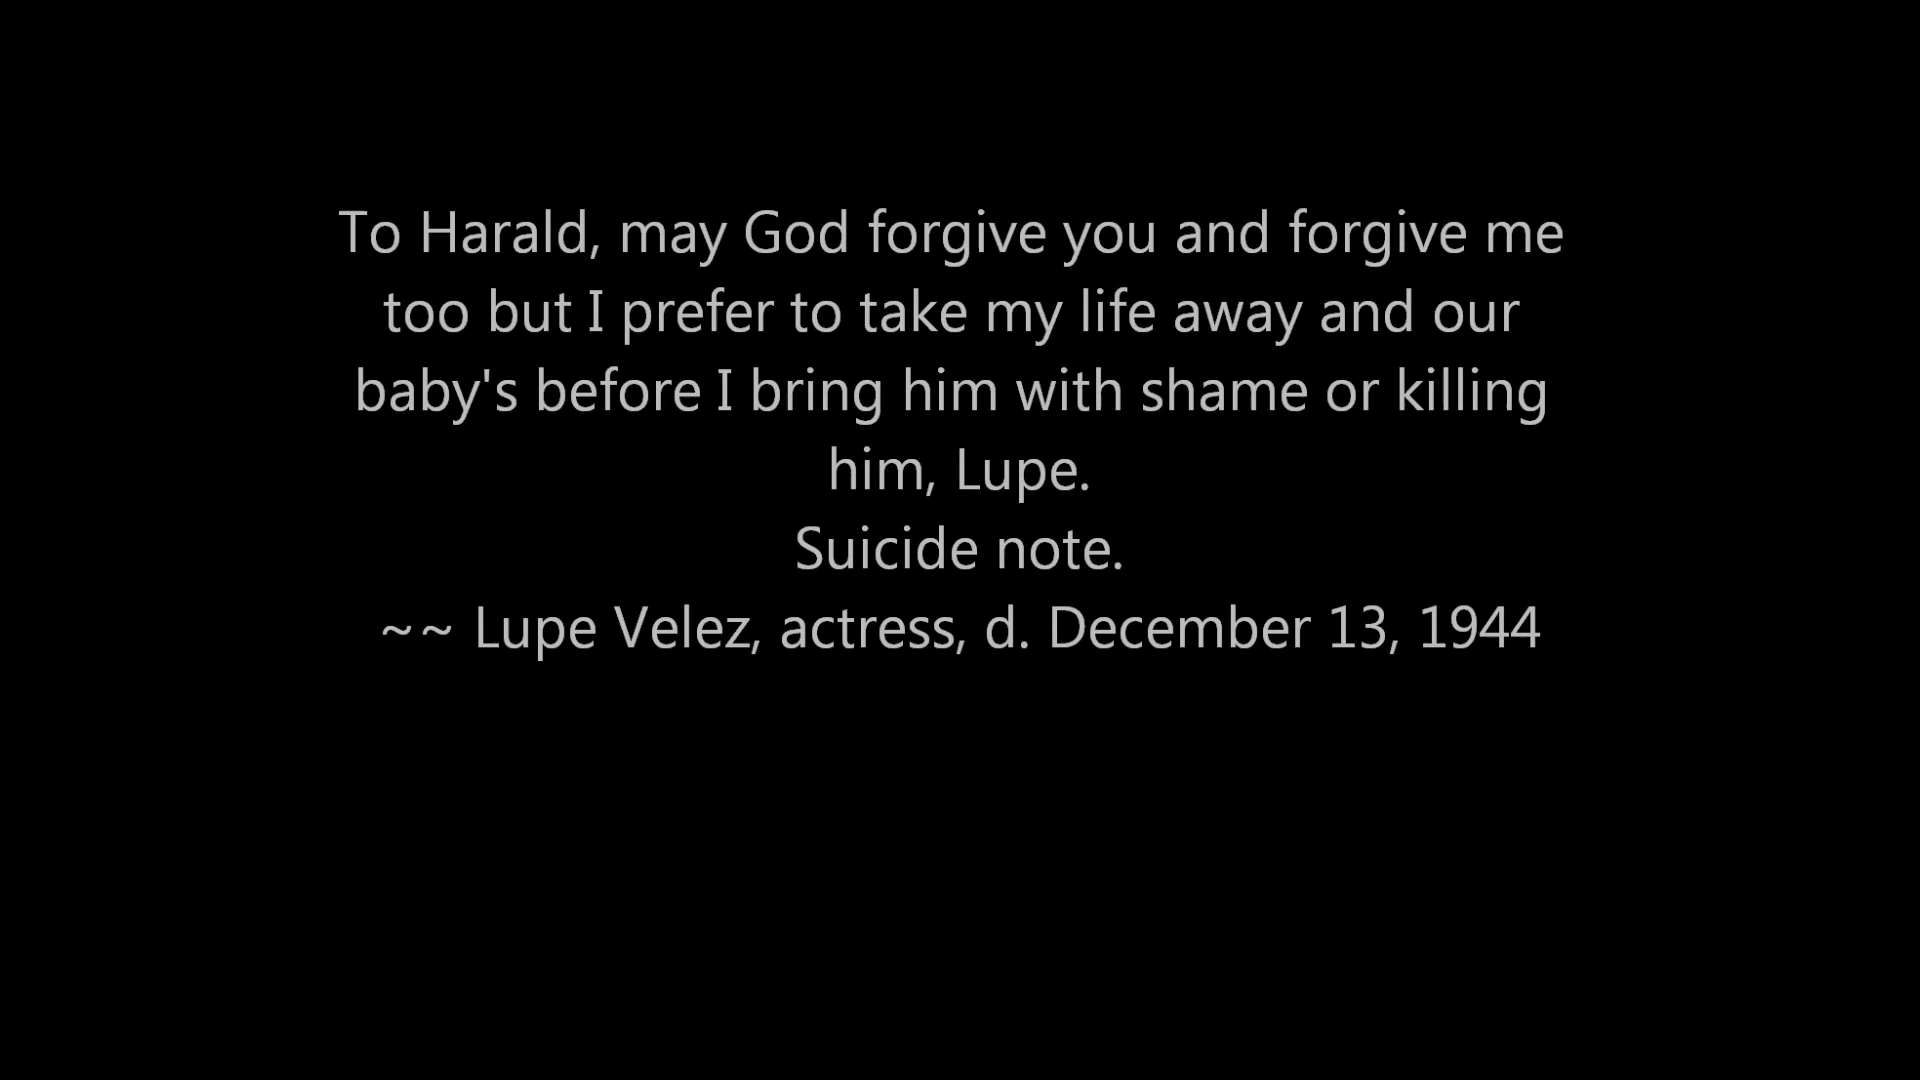 To Harald, may God forgive you and forgive me
too but I prefer to take my life away and our
baby's before I bring him with shame or killing
him, Lupe.
Suicide note.
~~ Lupe Velez, actress, d. December 13, 1944